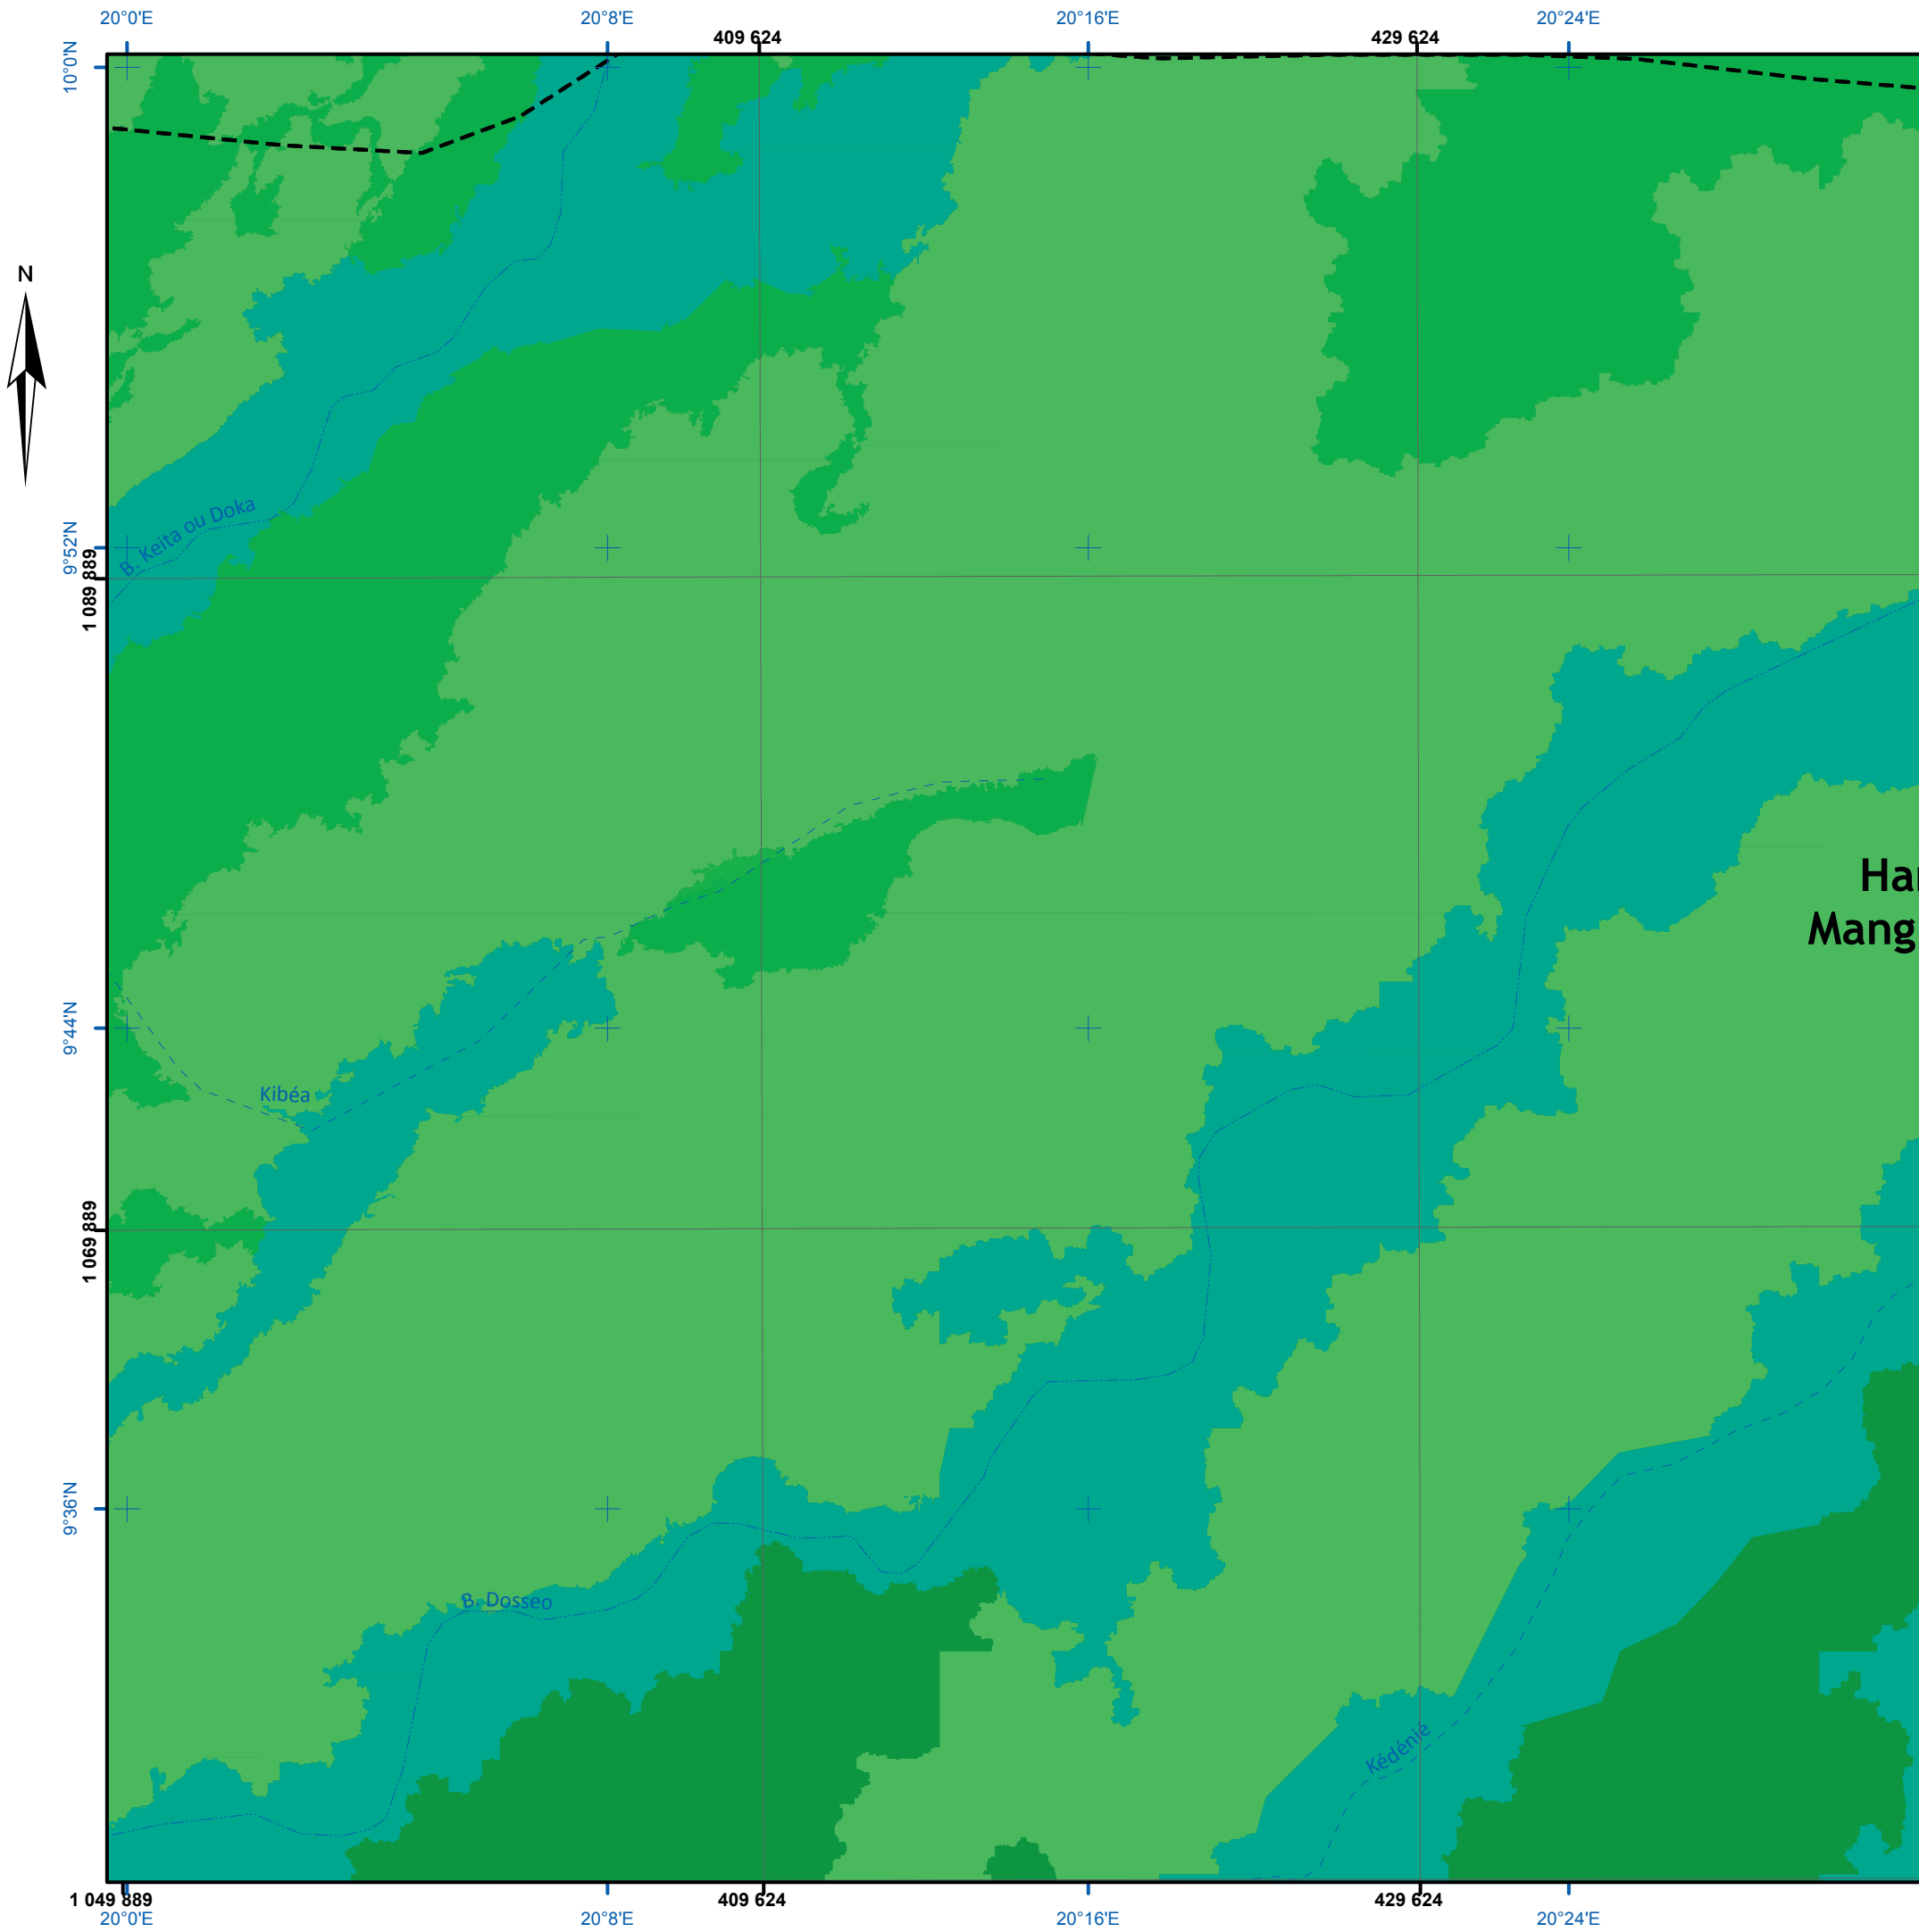 20°0'E 20°8'E 20°16'E 20°24'E
409 624 429 624
10°0'N
N
B. Keita ou Doka
9°52'N
1 089 889
Har
Mang
9°44'N
Kibéa
1 069 889
9°36'N
B. Dosseo
Kédénié
1 049 889 409 624 429 624
20°0'E 20°8'E 20°16'E 20°24'E